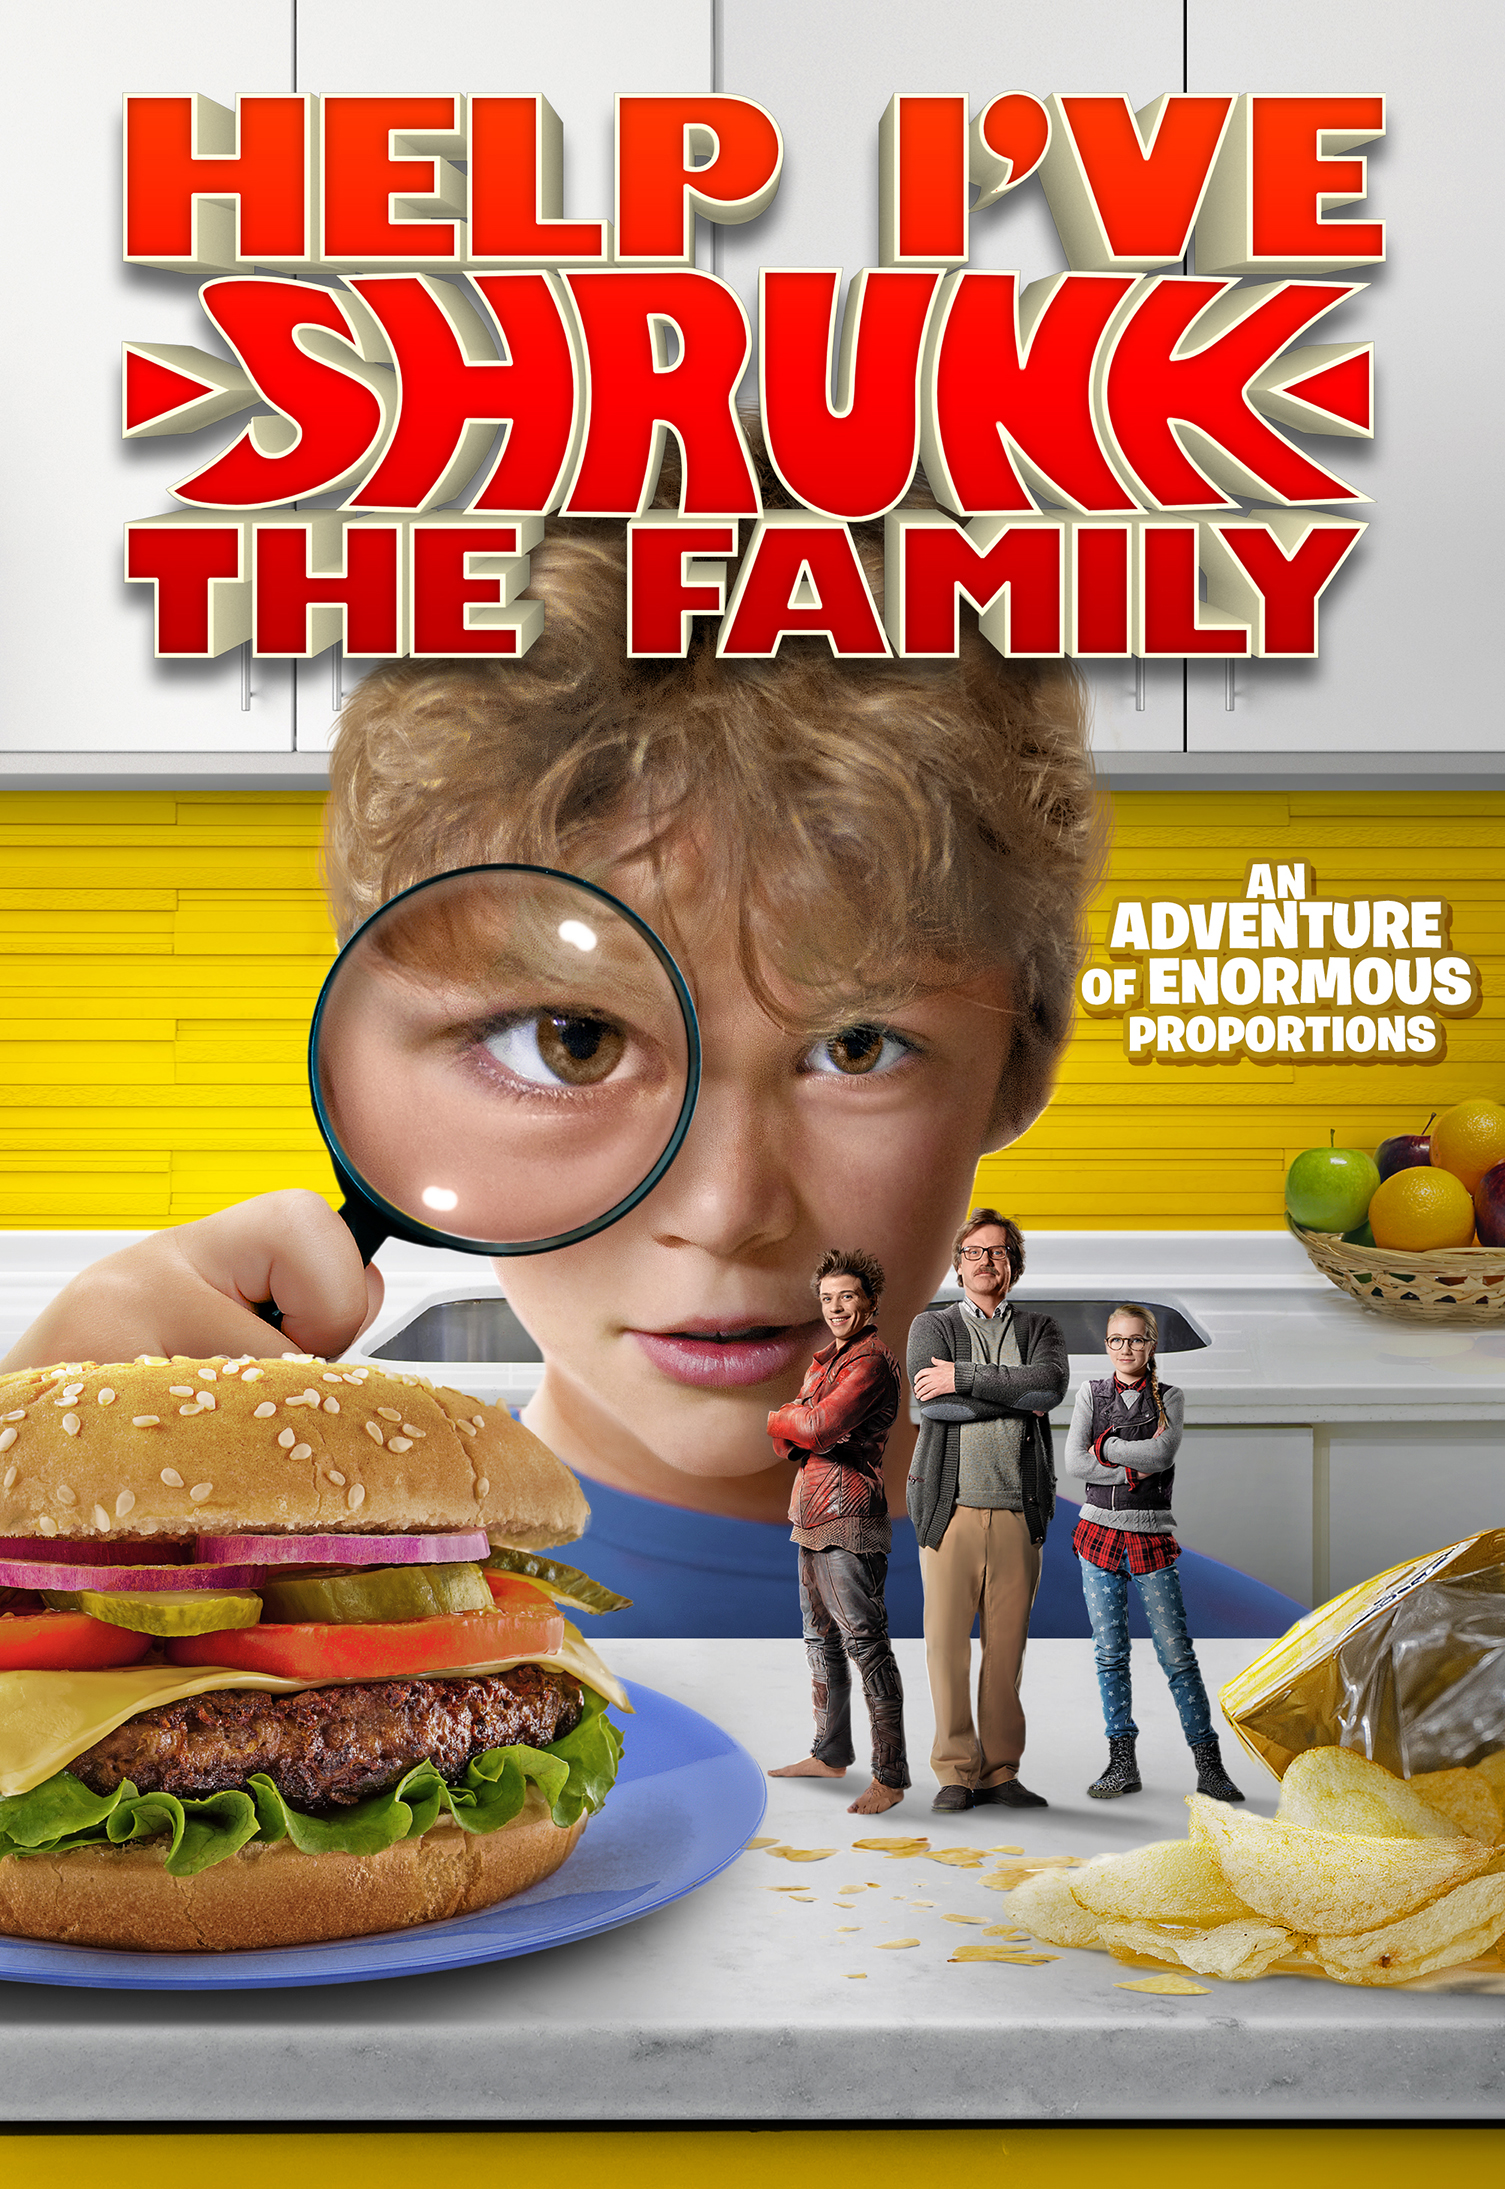 HELP I'VE
SHRUNK
THE FAMILY
AN
ADVENTURE
OF ENORMOUS
PROPORTIONS